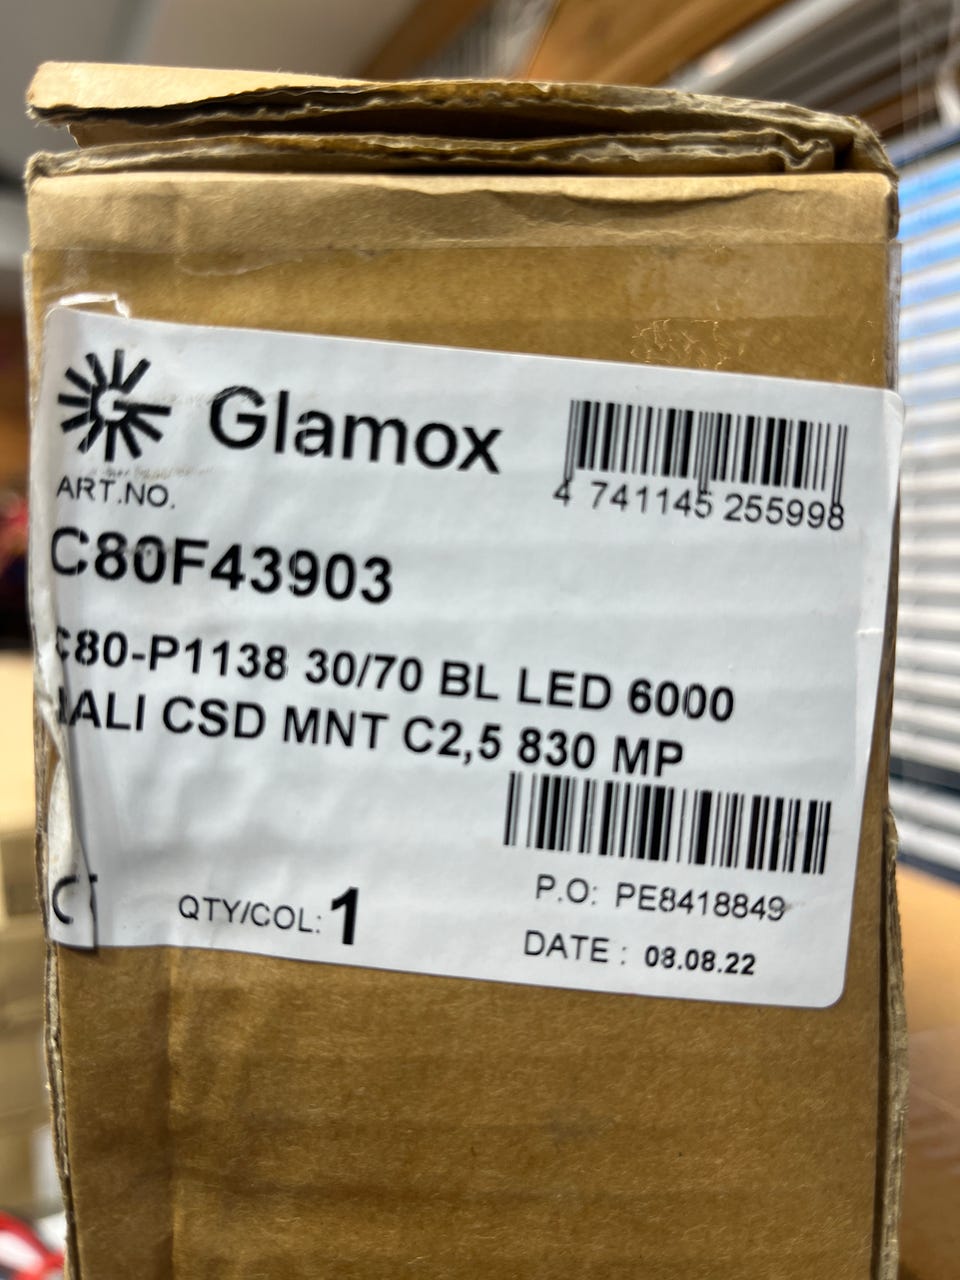 Glamox
4 741145 255998
ART.NO.
C80F43903
C80-P1138 30/70 BL LED 6000
DALI CSD MNT C2,5 830 MP
P.O: PE8418849
QTY/COL: 1
DATE : 08.08.22